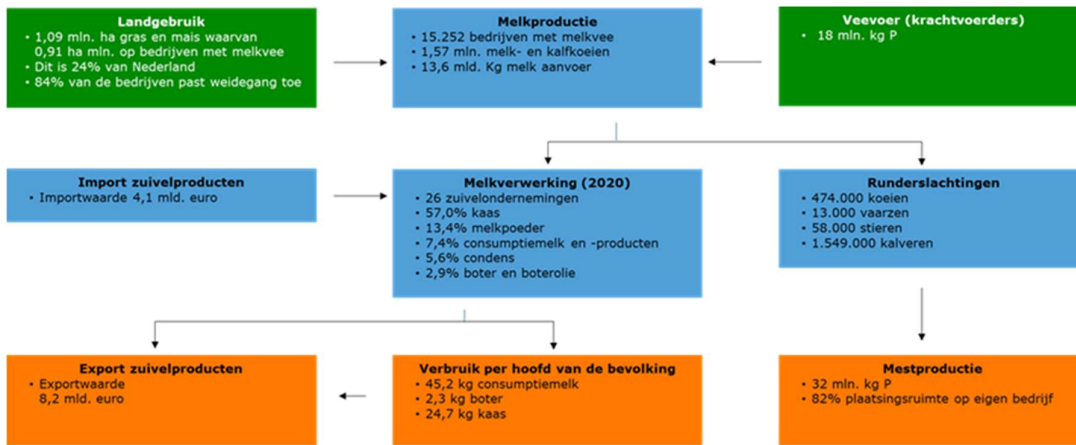 Landgebruik
• 1,09 mln. ha gras en mais waarvan
0,91 ha mln. op bedrijven met melkvee
• Dit is 24% van Nederland
• 84% van de bedrijven past weidegang toe
Melkproductie
• 15.252 bedrijven met melkvee
• 1,57 mln. melk- en kalfkoeien
• 13,6 mld. Kg melk aanvoer
Veevoer (krachtvoerders)
• 18 mln. kg P
Import zuivelproducten
• Importwaarde 4,1 mld. euro
Melkverwerking (2020)
• 26 zuivelondernemingen
• 57,0% kaas
• 13,4% melkpoeder
• 7,4% consumptiemelk en -producten
• 5,6% condens
• 2,9% boter en boterolie
Runderslachtingen
• 474.000 koeien
• 13.000 vaarzen
• 58.000 stieren
• 1.549.000 kalveren
Export zuivelproducten
• Exportwaarde
8,2 mld. euro
Verbruik per hoofd van de bevolking
• 45,2 kg consumptiemelk
• 2,3 kg boter
• 24,7 kg kaas
Mestproductie
• 32 mln. kg P
• 82% plaatsingsruimte op eigen bedrijf